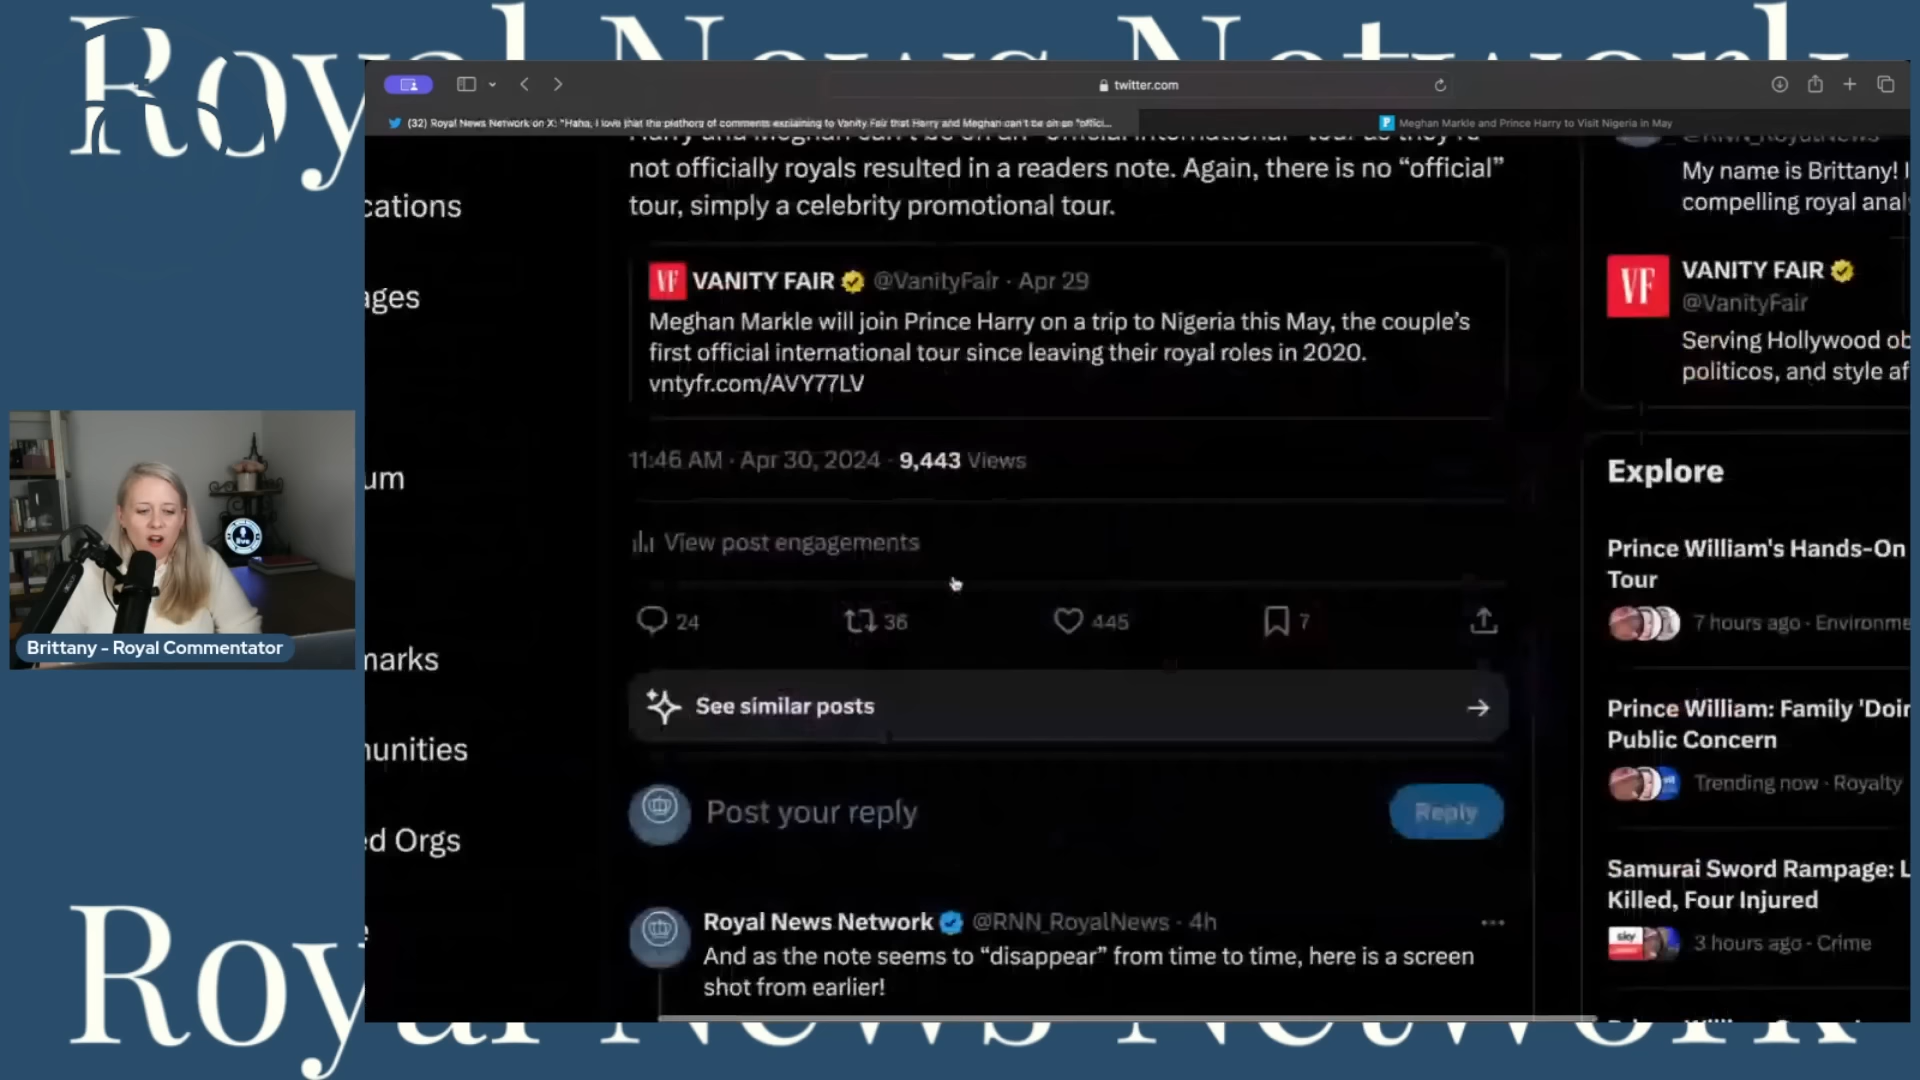 Royal News Network
twitter.com
(32) Royal News Network on X: "Haha, I love that the plethora of comments explaining to Vanity Fair that Harry and Meghan can't be on an "offici...
Meghan Markle and Prince Harry to Visit Nigeria in May
Harry and Meghan can't be on an "official international" tour as they're
not officially royals resulted in a readers note. Again, there is no “official”
tour, simply a celebrity promotional tour.
VANITY FAIR @VanityFair · Apr 29
Meghan Markle will join Prince Harry on a trip to Nigeria this May, the couple’s
first official international tour since leaving their royal roles in 2020.
vntyfr.com/AVY77LV
11:46 AM · Apr 30, 2024 · 9,443 Views
View post engagements
24 36 445 7
See similar posts
Post your reply
Reply
Royal News Network @RNN_RoyalNews · 4h
And as the note seems to “disappear” from time to time, here is a screen
shot from earlier!
cations
ages
um
marks
nunities
ed Orgs
@RNN_RoyalNews
My name is Brittany! I
compelling royal anal
VF
VANITY FAIR
@VanityFair
Serving Hollywood ob
politicos, and style af
Explore
Prince William's Hands-On
Tour
7 hours ago · Environme
Prince William: Family 'Doin
Public Concern
Trending now · Royalty
Samurai Sword Rampage: L
Killed, Four Injured
sky
3 hours ago · Crime
Brittany - Royal Commentator
Royal News Network